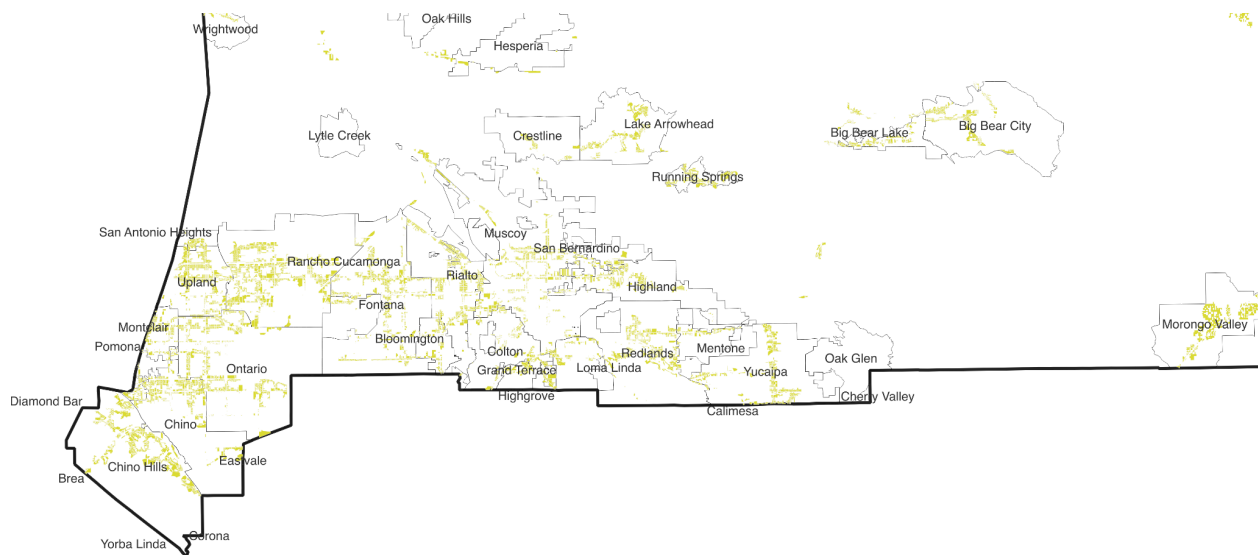 Oak Hills
Wrightwood
Hesperia
Lake Arrowhead
Big Bear City
Lytle Creek
Crestline
Big Bear Lake
Running Springs
San Antonio Heights
Muscoy
San Bernardino
Rancho Cucamonga
Rialto
Upland
Highland
Fontana
Montclair
Morongo Valley
Bloomington
Pomona
Colton
Redlands
Mentone
Oak Glen
Ontario
Grand Terrace
Loma Linda
Yucaipa
Highgrove
Cherry Valley
Diamond Bar
Calimesa
Chino
Eastvale
Chino Hills
Brea
Corona
Yorba Linda